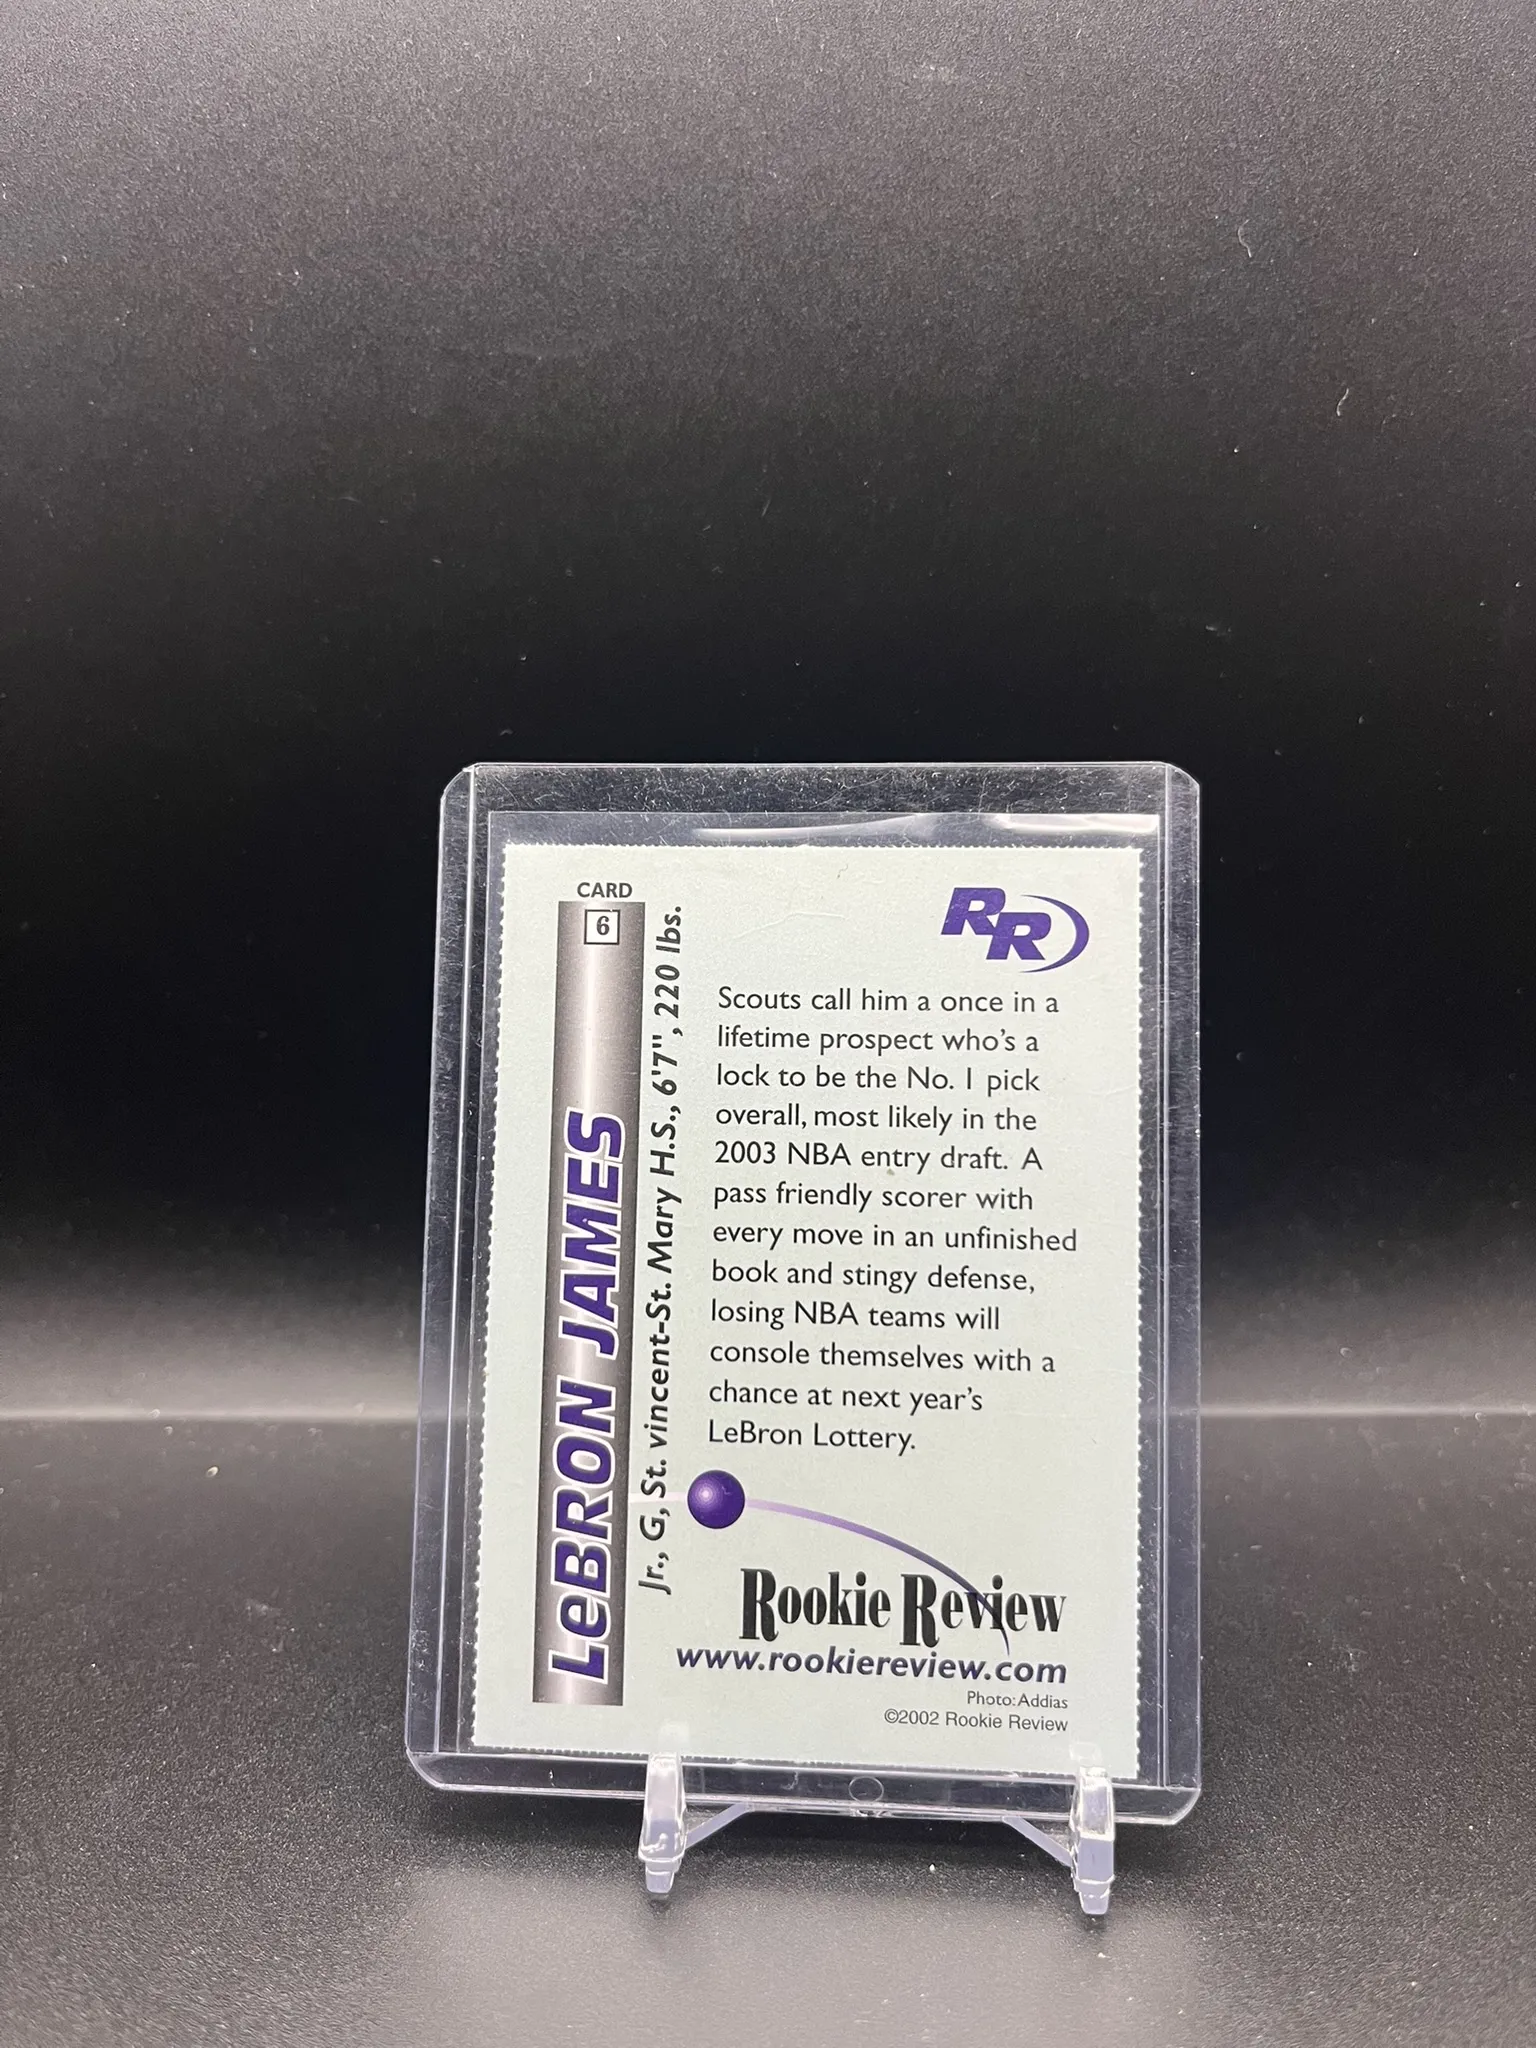 CARD
6
LeBRON JAMES
Jr., G, St. vincent-St. Mary H.S., 6'7", 220 lbs.
RR
Scouts call him a once in a
lifetime prospect who's a
lock to be the No. 1 pick
overall, most likely in the
2003 NBA entry draft. A
pass friendly scorer with
every move in an unfinished
book and stingy defense,
losing NBA teams will
console themselves with a
chance at next year's
LeBron Lottery.
Rookie Review
www.rookiereview.com
Photo: Addias
©2002 Rookie Review